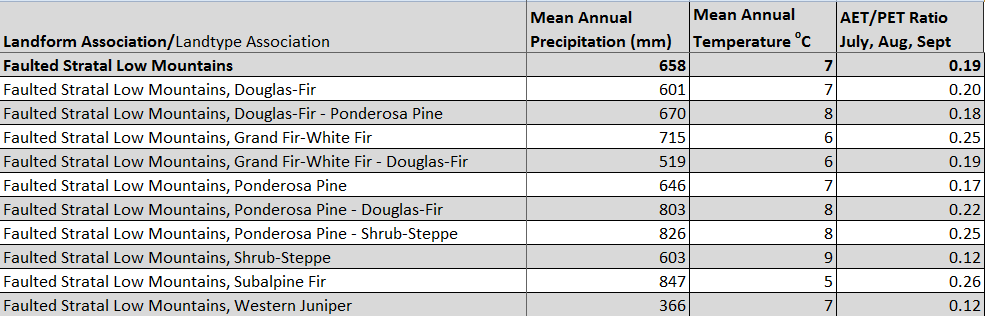 Landform Association/Landtype Association Mean Annual Precipitation (mm) Mean Annual Temperature ⁰C AET/PET Ratio July, Aug, Sept
Faulted Stratal Low Mountains 658 7 0.19
Faulted Stratal Low Mountains, Douglas-Fir 601 7 0.20
Faulted Stratal Low Mountains, Douglas-Fir - Ponderosa Pine 670 8 0.18
Faulted Stratal Low Mountains, Grand Fir-White Fir 715 6 0.25
Faulted Stratal Low Mountains, Grand Fir-White Fir - Douglas-Fir 519 6 0.19
Faulted Stratal Low Mountains, Ponderosa Pine 646 7 0.17
Faulted Stratal Low Mountains, Ponderosa Pine - Douglas-Fir 803 8 0.22
Faulted Stratal Low Mountains, Ponderosa Pine - Shrub-Steppe 826 8 0.25
Faulted Stratal Low Mountains, Shrub-Steppe 603 9 0.12
Faulted Stratal Low Mountains, Subalpine Fir 847 5 0.26
Faulted Stratal Low Mountains, Western Juniper 366 7 0.12